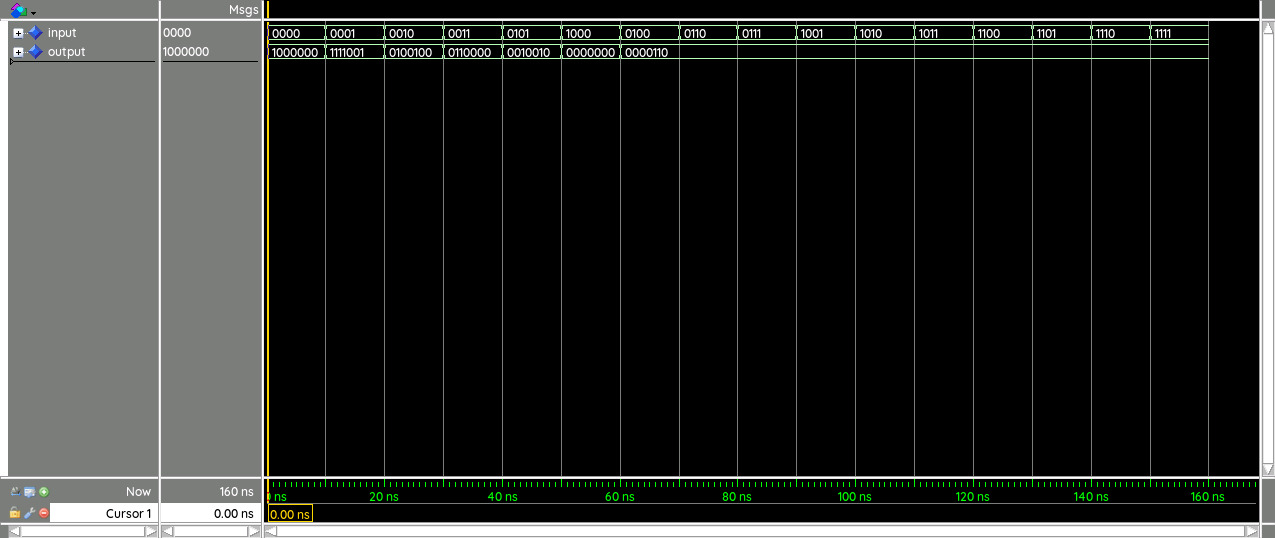 Msgs
input 0000 0000 0001 0010 0011 0101 1000 0100 0110 0111 1001 1010 1011 1100 1101 1110 1111
output 1000000 1000000 1111001 0100100 0110000 0010010 0000000 0000110
Now 160 ns ns 20 ns 40 ns 60 ns 80 ns 100 ns 120 ns 140 ns 160 ns
Cursor 1 0.00 ns 0.00 ns